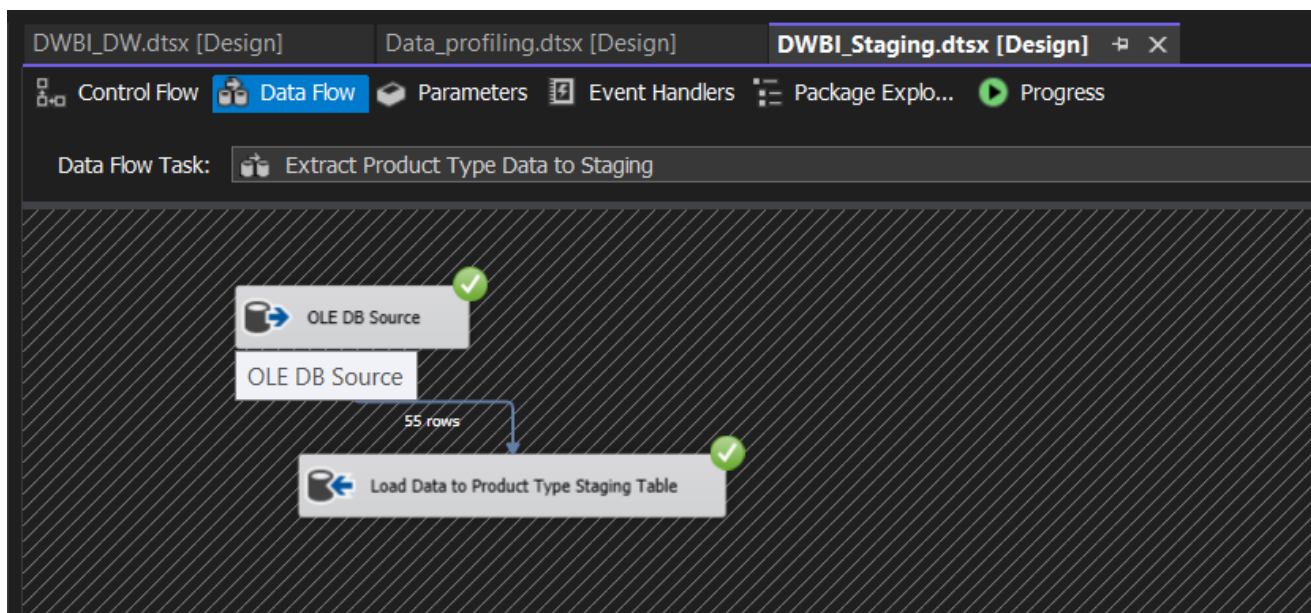 DWBI_DW.dtsx [Design] Data_profiling.dtsx [Design] DWBI_Staging.dtsx [Design]
Control Flow Data Flow Parameters Event Handlers Package Explo... Progress
Data Flow Task: Extract Product Type Data to Staging
OLE DB Source
OLE DB Source
55 rows
Load Data to Product Type Staging Table